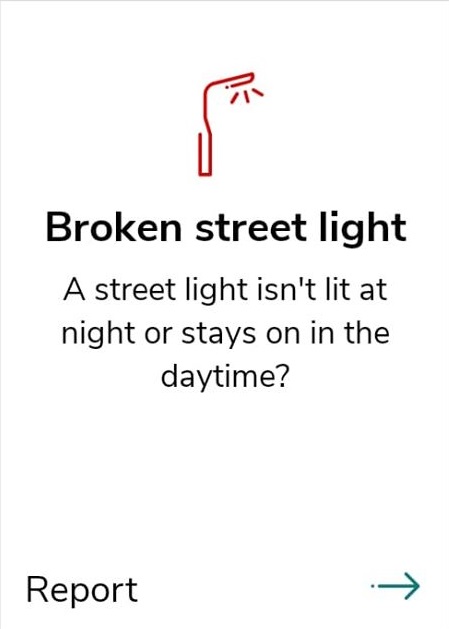 Broken street light
A street light isn't lit at
night or stays on in the
daytime?
Report